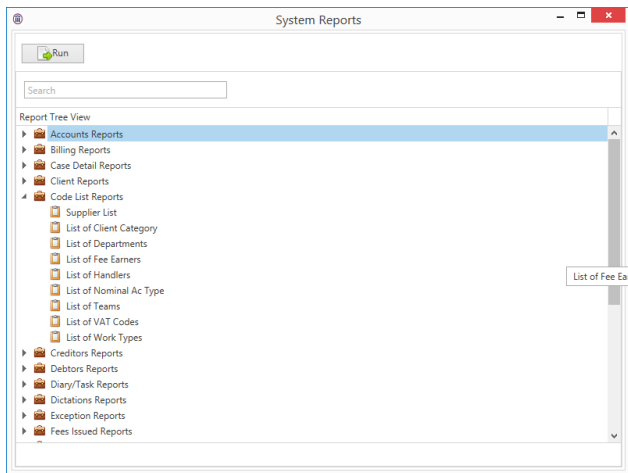 System Reports
Run
Search
Report Tree View
Accounts Reports
Billing Reports
Case Detail Reports
Client Reports
Code List Reports
Supplier List
List of Client Category
List of Departments
List of Fee Earners
List of Handlers
List of Nominal Ac Type
List of Teams
List of VAT Codes
List of Work Types
Creditors Reports
Debtors Reports
Diary/Task Reports
Dictations Reports
Exception Reports
Fees Issued Reports
List of Fee Ea